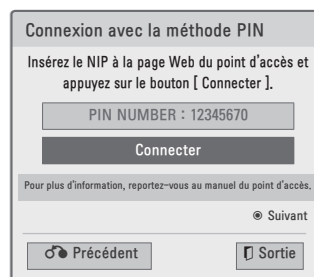 Connexion avec la méthode PIN
Insérez le NIP à la page Web du point d'accès et
appuyez sur le bouton [ Connecter ].
PIN NUMBER : 12345670
Connecter
Pour plus d'information, reportez-vous au manuel du point d'accès.
Suivant
Précédent
Sortie